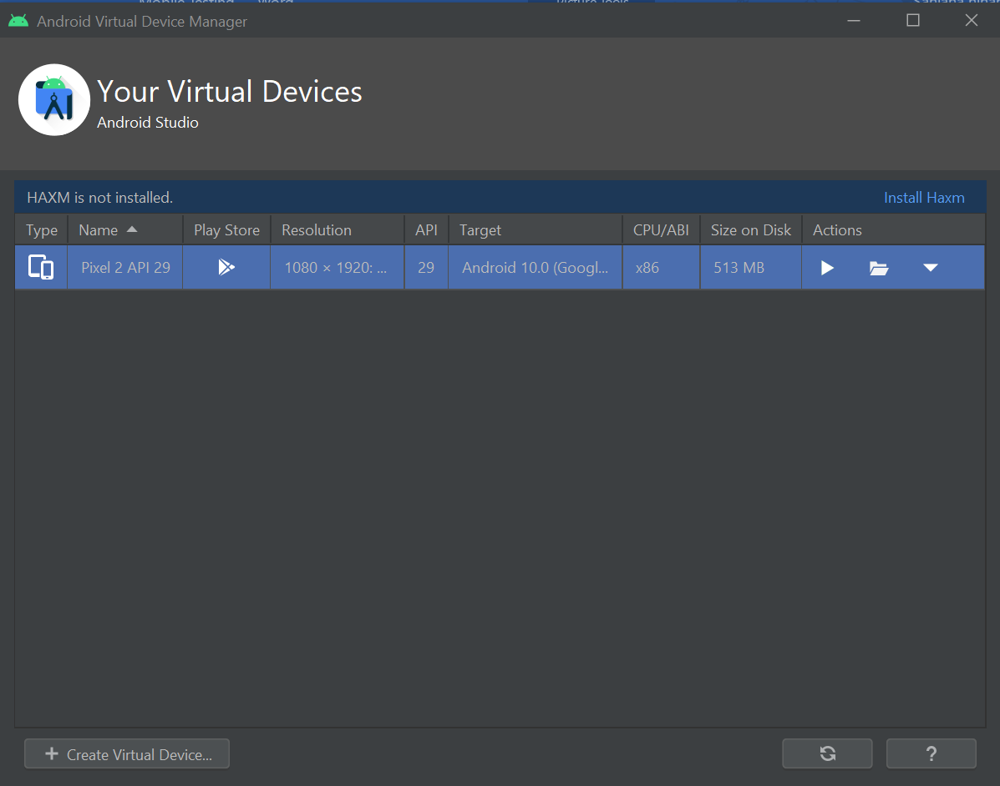 Android Virtual Device Manager
Your Virtual Devices
Android Studio
HAXM is not installed. Install Haxm
Type Name Play Store Resolution API Target CPU/ABI Size on Disk Actions
Pixel 2 API 29 1080 × 1920: ... 29 Android 10.0 (Googl... x86 513 MB
+ Create Virtual Device... ?